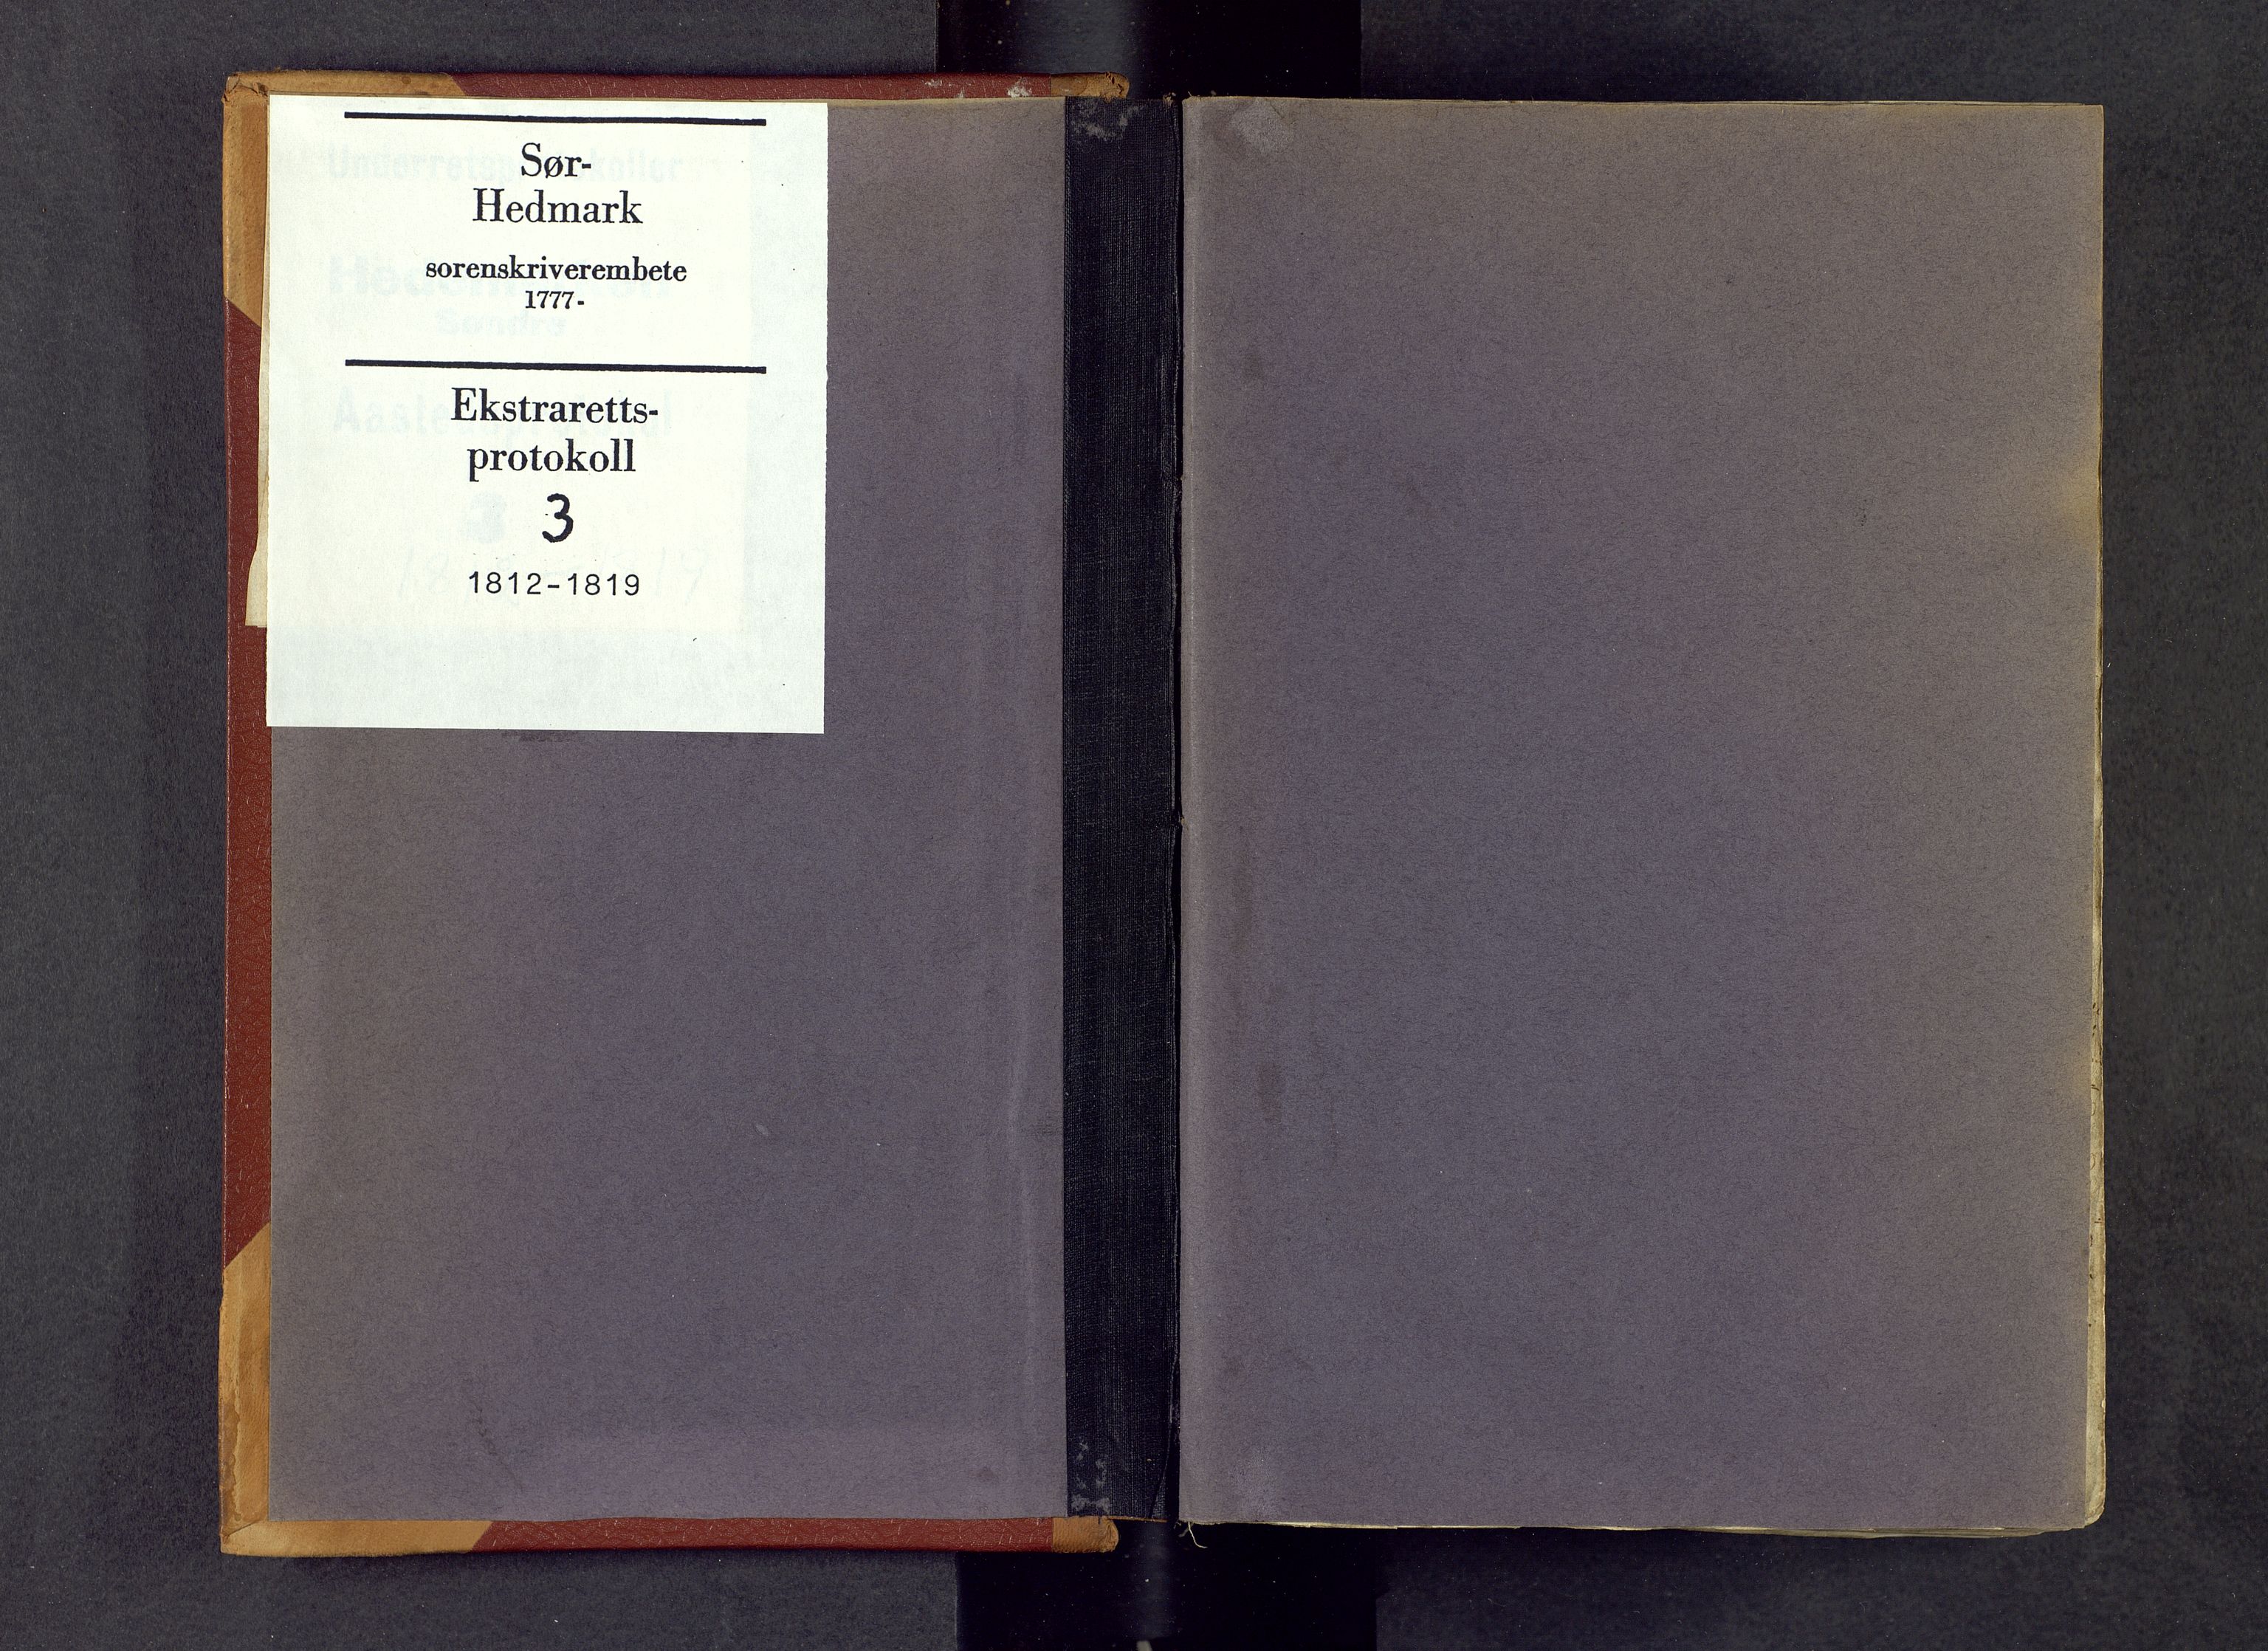 Sør-
Hedmark
sorenskriverembete
1777-
Ekstraretts-
protokoll
3
1812-1819